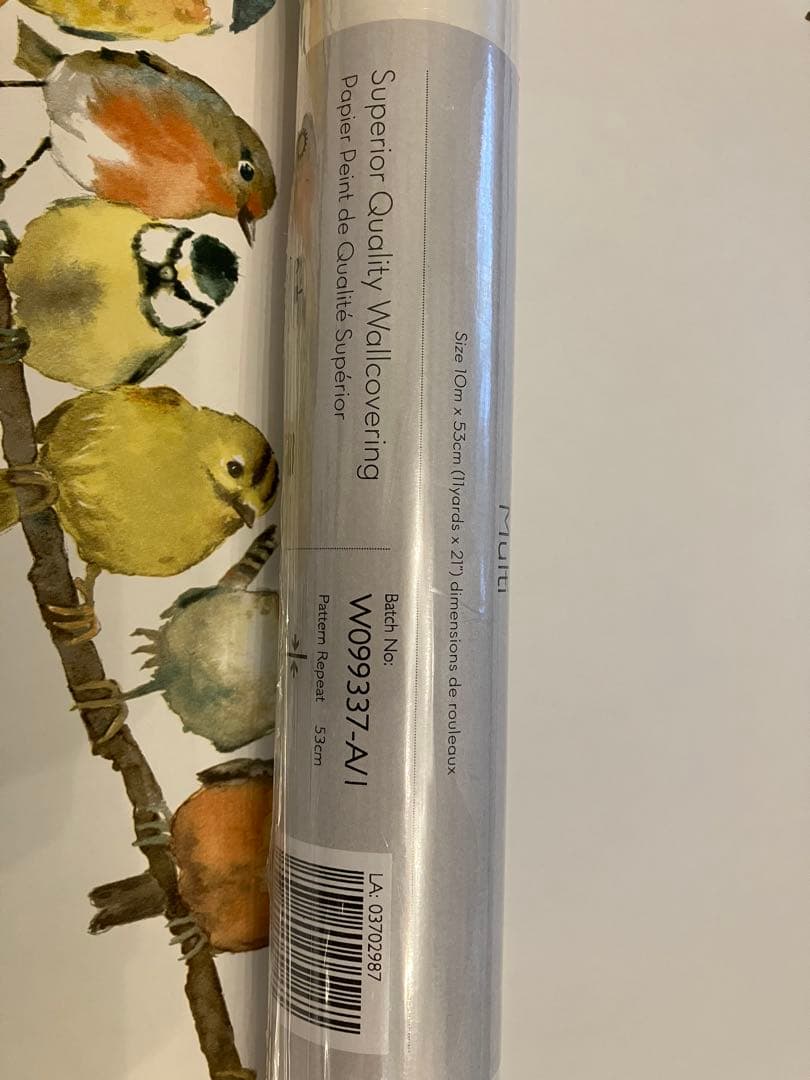 Multi
Size 10m x 53cm (11yards x 21") dimensions de rouleaux
Superior Quality Wallcovering
Papier Peint de Qualité Supérior
Batch No:
W099337-A/1
Pattern Repeat 53cm
LA: 03702987